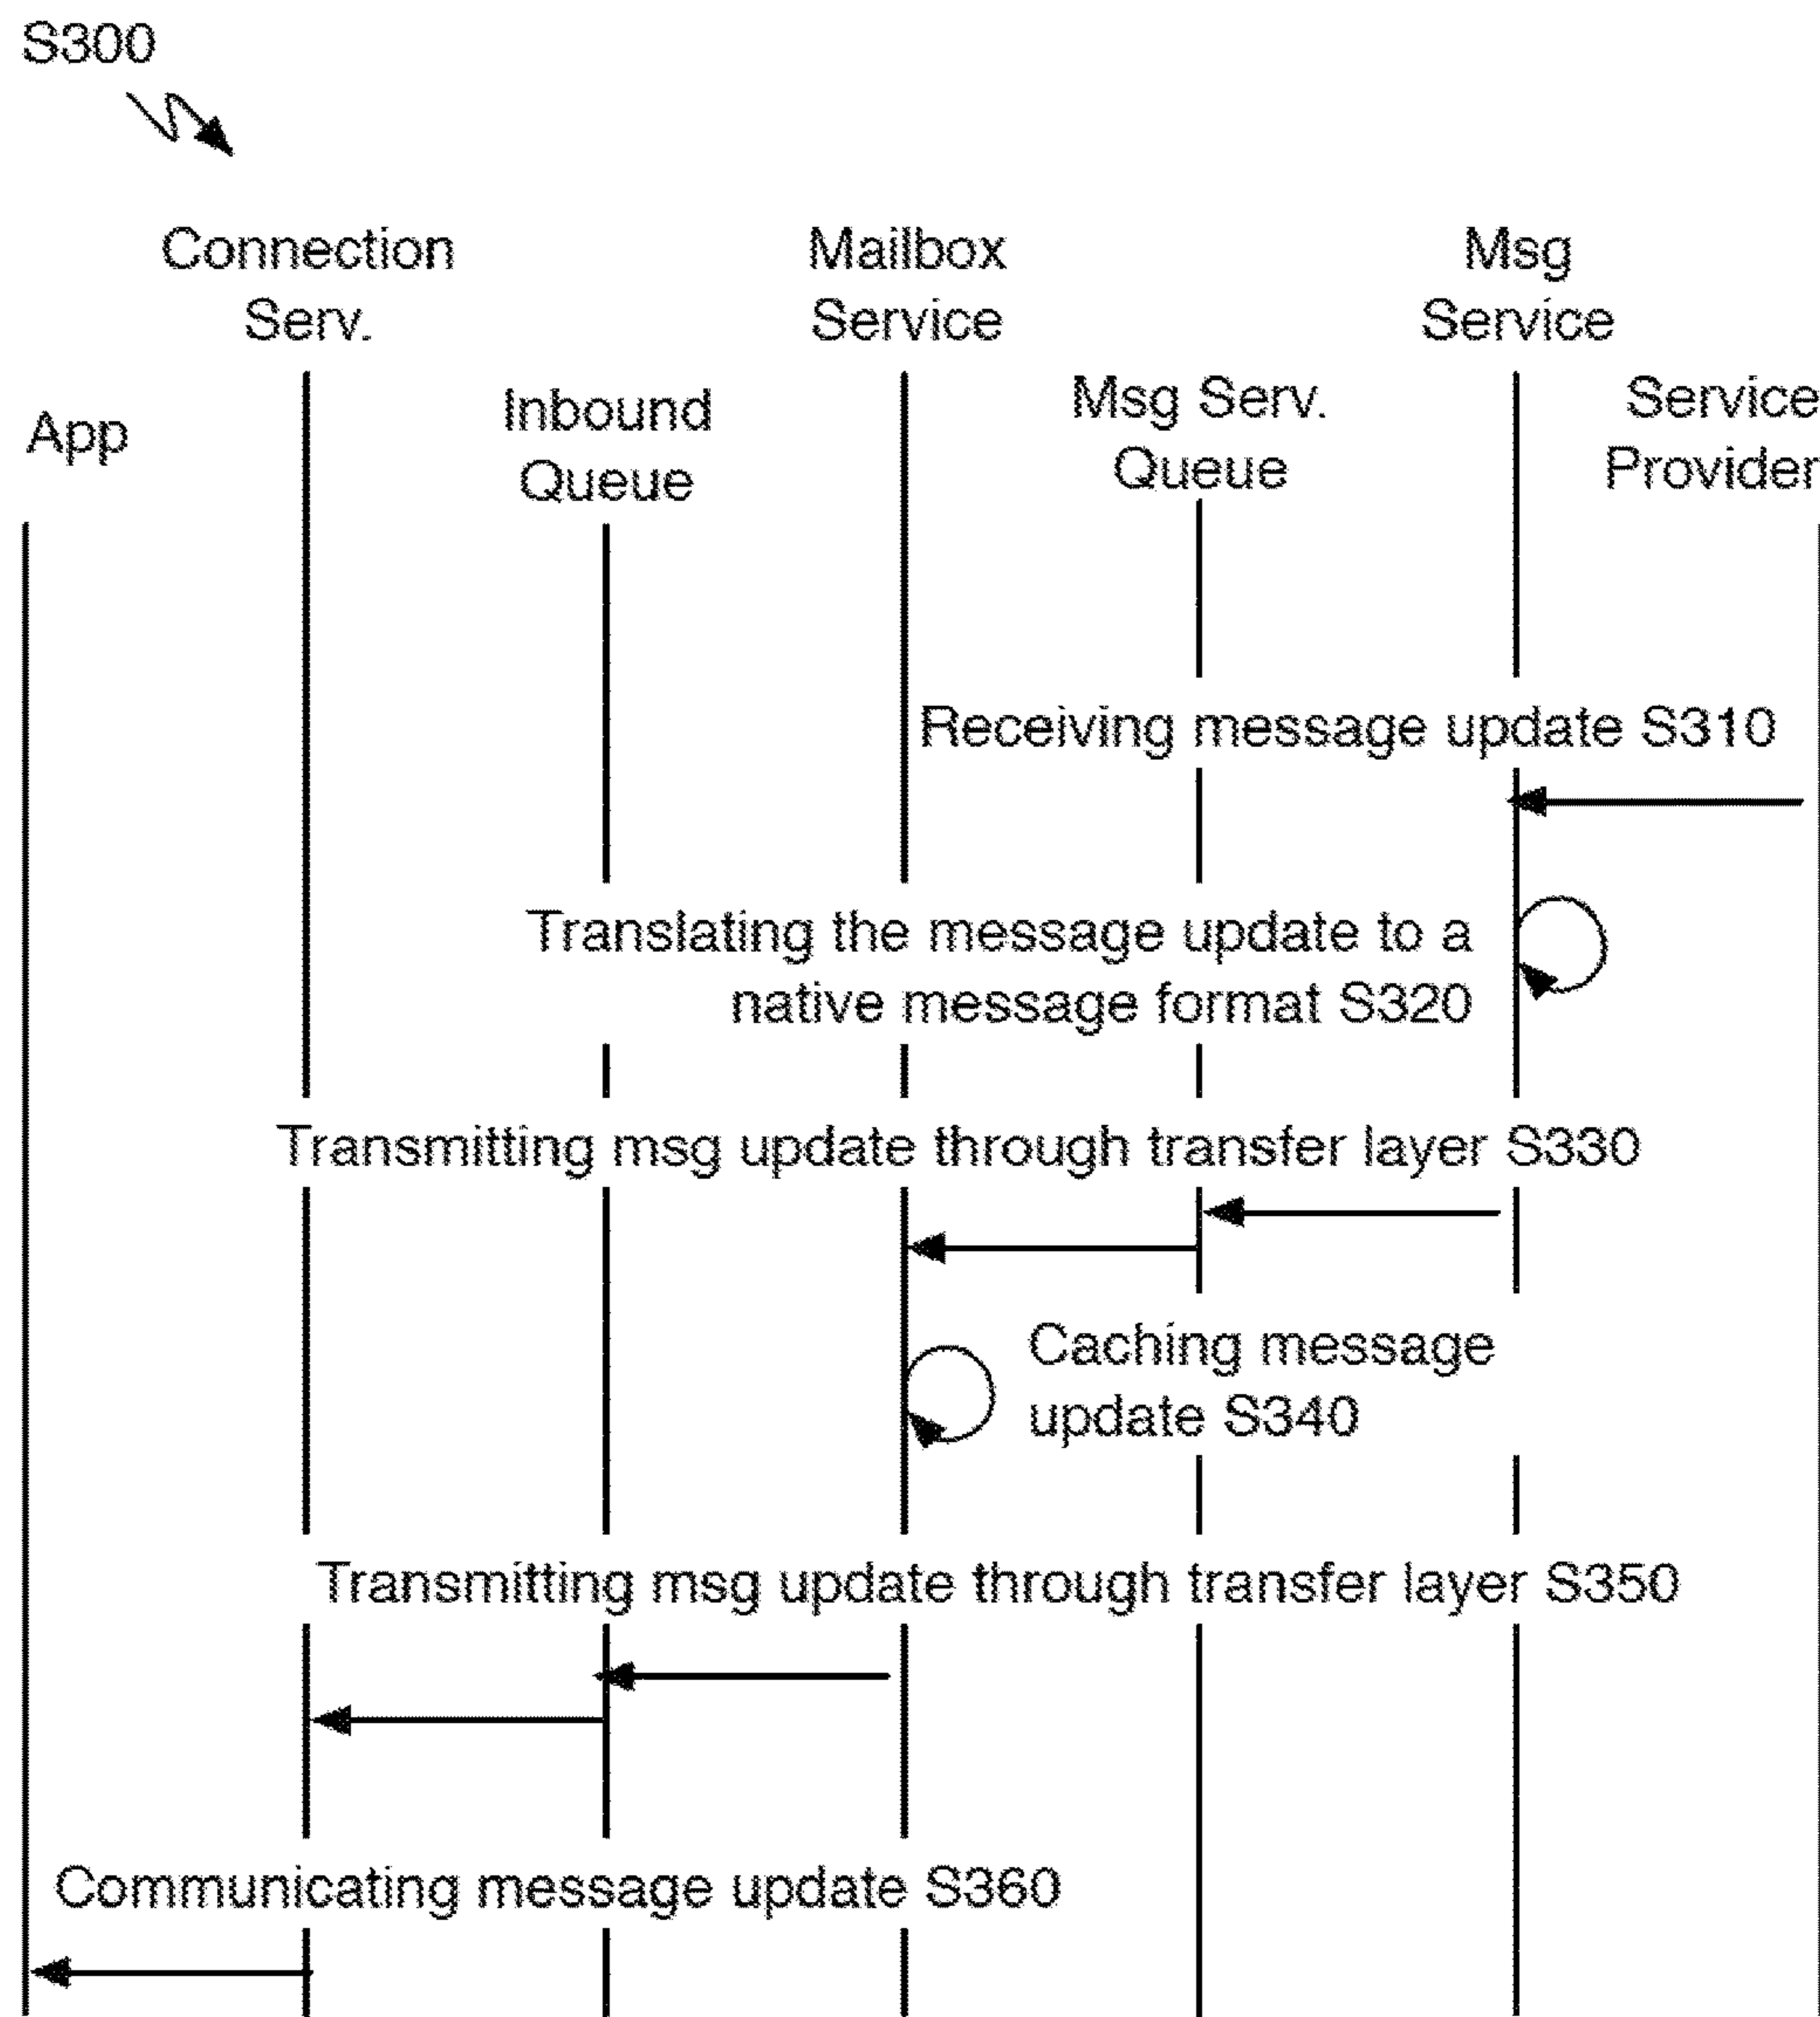 S300
Connection
Serv.
Mailbox
Service
Msg
Service
App
Inbound
Queue
Msg Serv.
Queue
Service
Provider
Receiving message update S310
Translating the message update to a
native message format S320
Transmitting msg update through transfer layer S330
Caching message
update S340
Transmitting msg update through transfer layer S350
Communicating message update S360